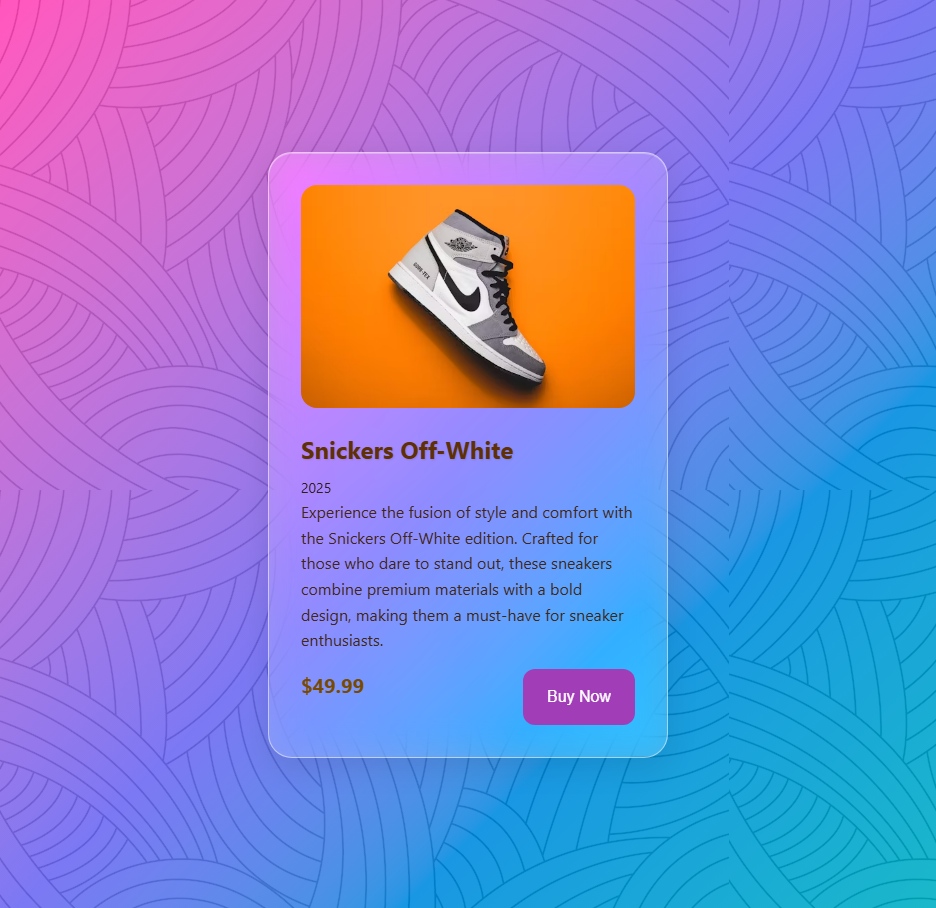 GORE-TEX
Snickers Off-White
2025
Experience the fusion of style and comfort with
the Snickers Off-White edition. Crafted for
those who dare to stand out, these sneakers
combine premium materials with a bold
design, making them a must-have for sneaker
enthusiasts.
$49.99
Buy Now